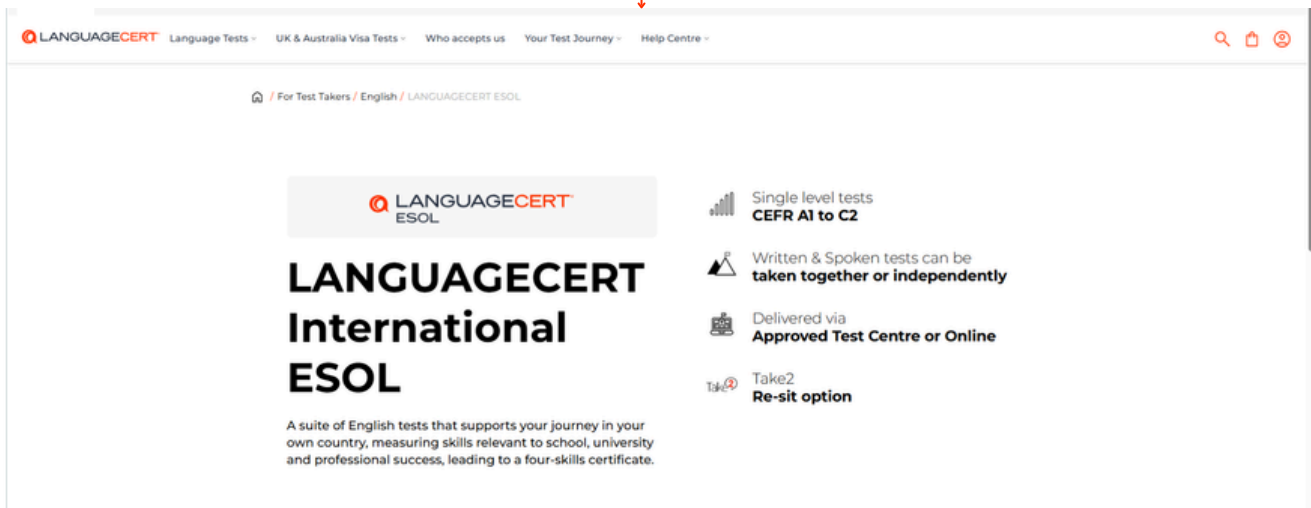 LANGUAGECERT Language Tests UK & Australia Visa Tests Who accepts us Your Test Journey Help Centre
/ For Test Takers / English / LANGUAGECERT ESOL
LANGUAGECERT
ESOL
LANGUAGECERT
International
ESOL
A suite of English tests that supports your journey in your
own country, measuring skills relevant to school, university
and professional success, leading to a four-skills certificate.
Single level tests
CEFR A1 to C2
Written & Spoken tests can be
taken together or independently
Delivered via
Approved Test Centre or Online
Take2
Take2
Re-sit option